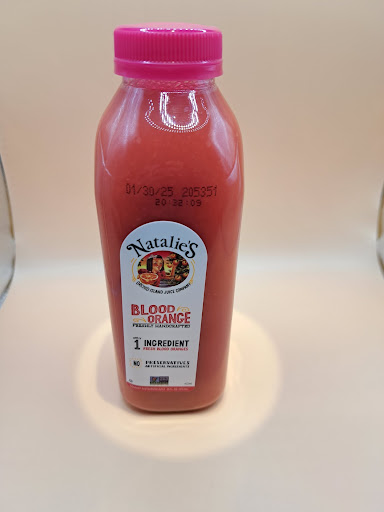 01/30/25 205351
20:32:09
NATALIE'S
ORCHID ISLAND JUICE COMPANY
BLOOD
ORANGE
FRESHLY HANDCRAFTED
1 INGREDIENT
FRESH BLOOD ORANGES
NO PRESERVATIVES
ARTIFICIAL INGREDIENTS